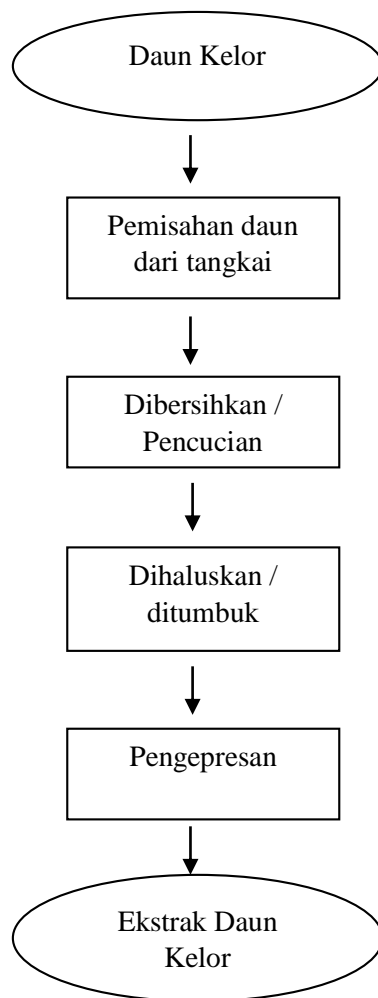 Daun Kelor
Pemisahan daun
dari tangkai
Dibersihkan /
Pencucian
Dihaluskan /
ditumbuk
Pengepresan
Ekstrak Daun
Kelor